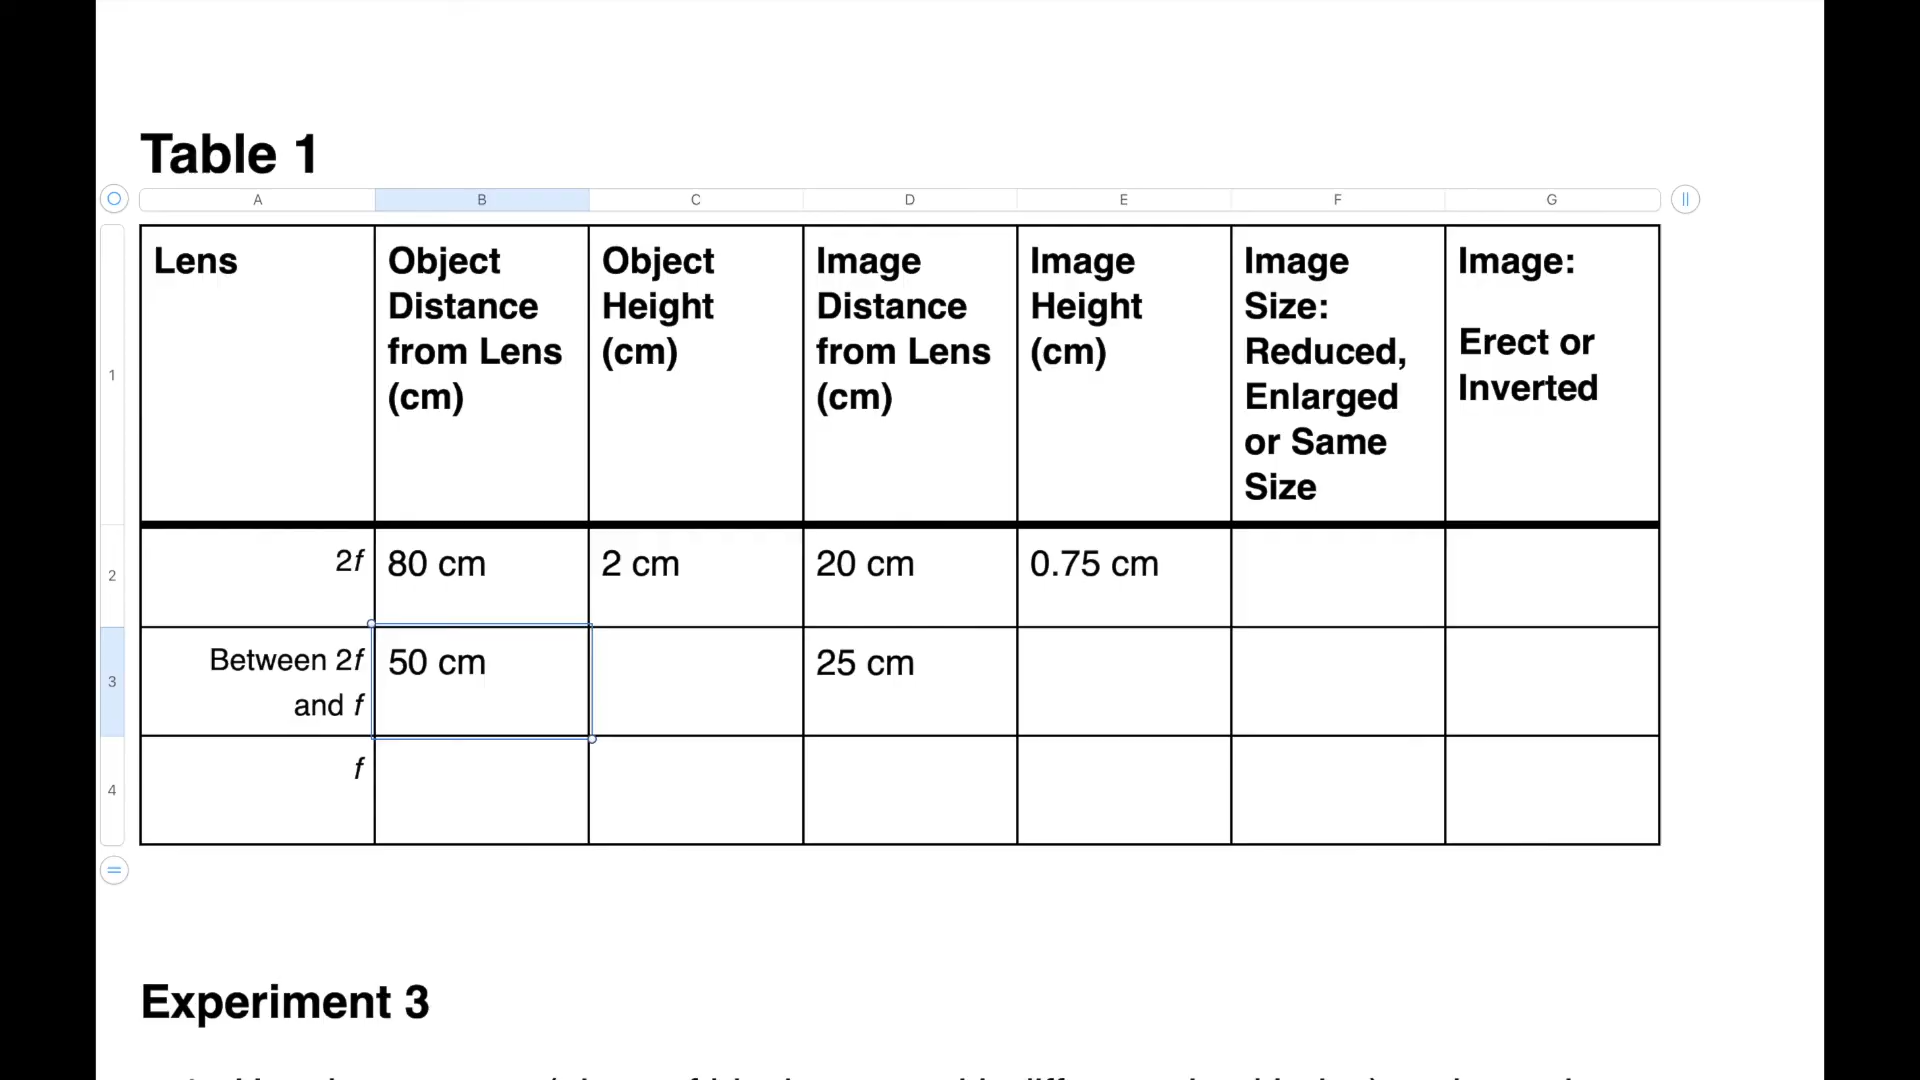 Table 1
A B C D E F G
1
Lens
Object
Distance
from Lens
(cm)
Object
Height
(cm)
Image
Distance
from Lens
(cm)
Image
Height
(cm)
Image
Size:
Reduced,
Enlarged
or Same
Size
Image:
Erect or
Inverted
2
2f
80 cm
2 cm
20 cm
0.75 cm
3
Between 2f
and f
50 cm
25 cm
4
f
Experiment 3